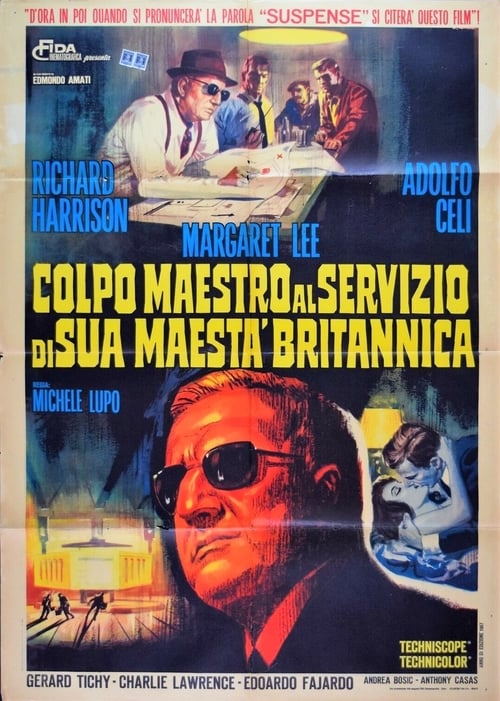 "D'ORA IN POI QUANDO SI PRONUNCERA' LA PAROLA "SUSPENSE" SI CITERA' QUESTO FILM"!
FIDA
CINEMATOGRAFICA presenta
EDMONDO AMATI
RICHARD
HARRISON
ADOLFO
CELI
MARGARET LEE
COLPO MAESTRO AL SERVIZIO
DI SUA MAESTA' BRITANNICA
REGIA:
MICHELE LUPO
TECHNISCOPE
TECHNICOLOR
GERARD TICHY - CHARLIE LAWRENCE - EDOARDO FAJARDO
ANDREA BOSIC - ANTHONY CASAS